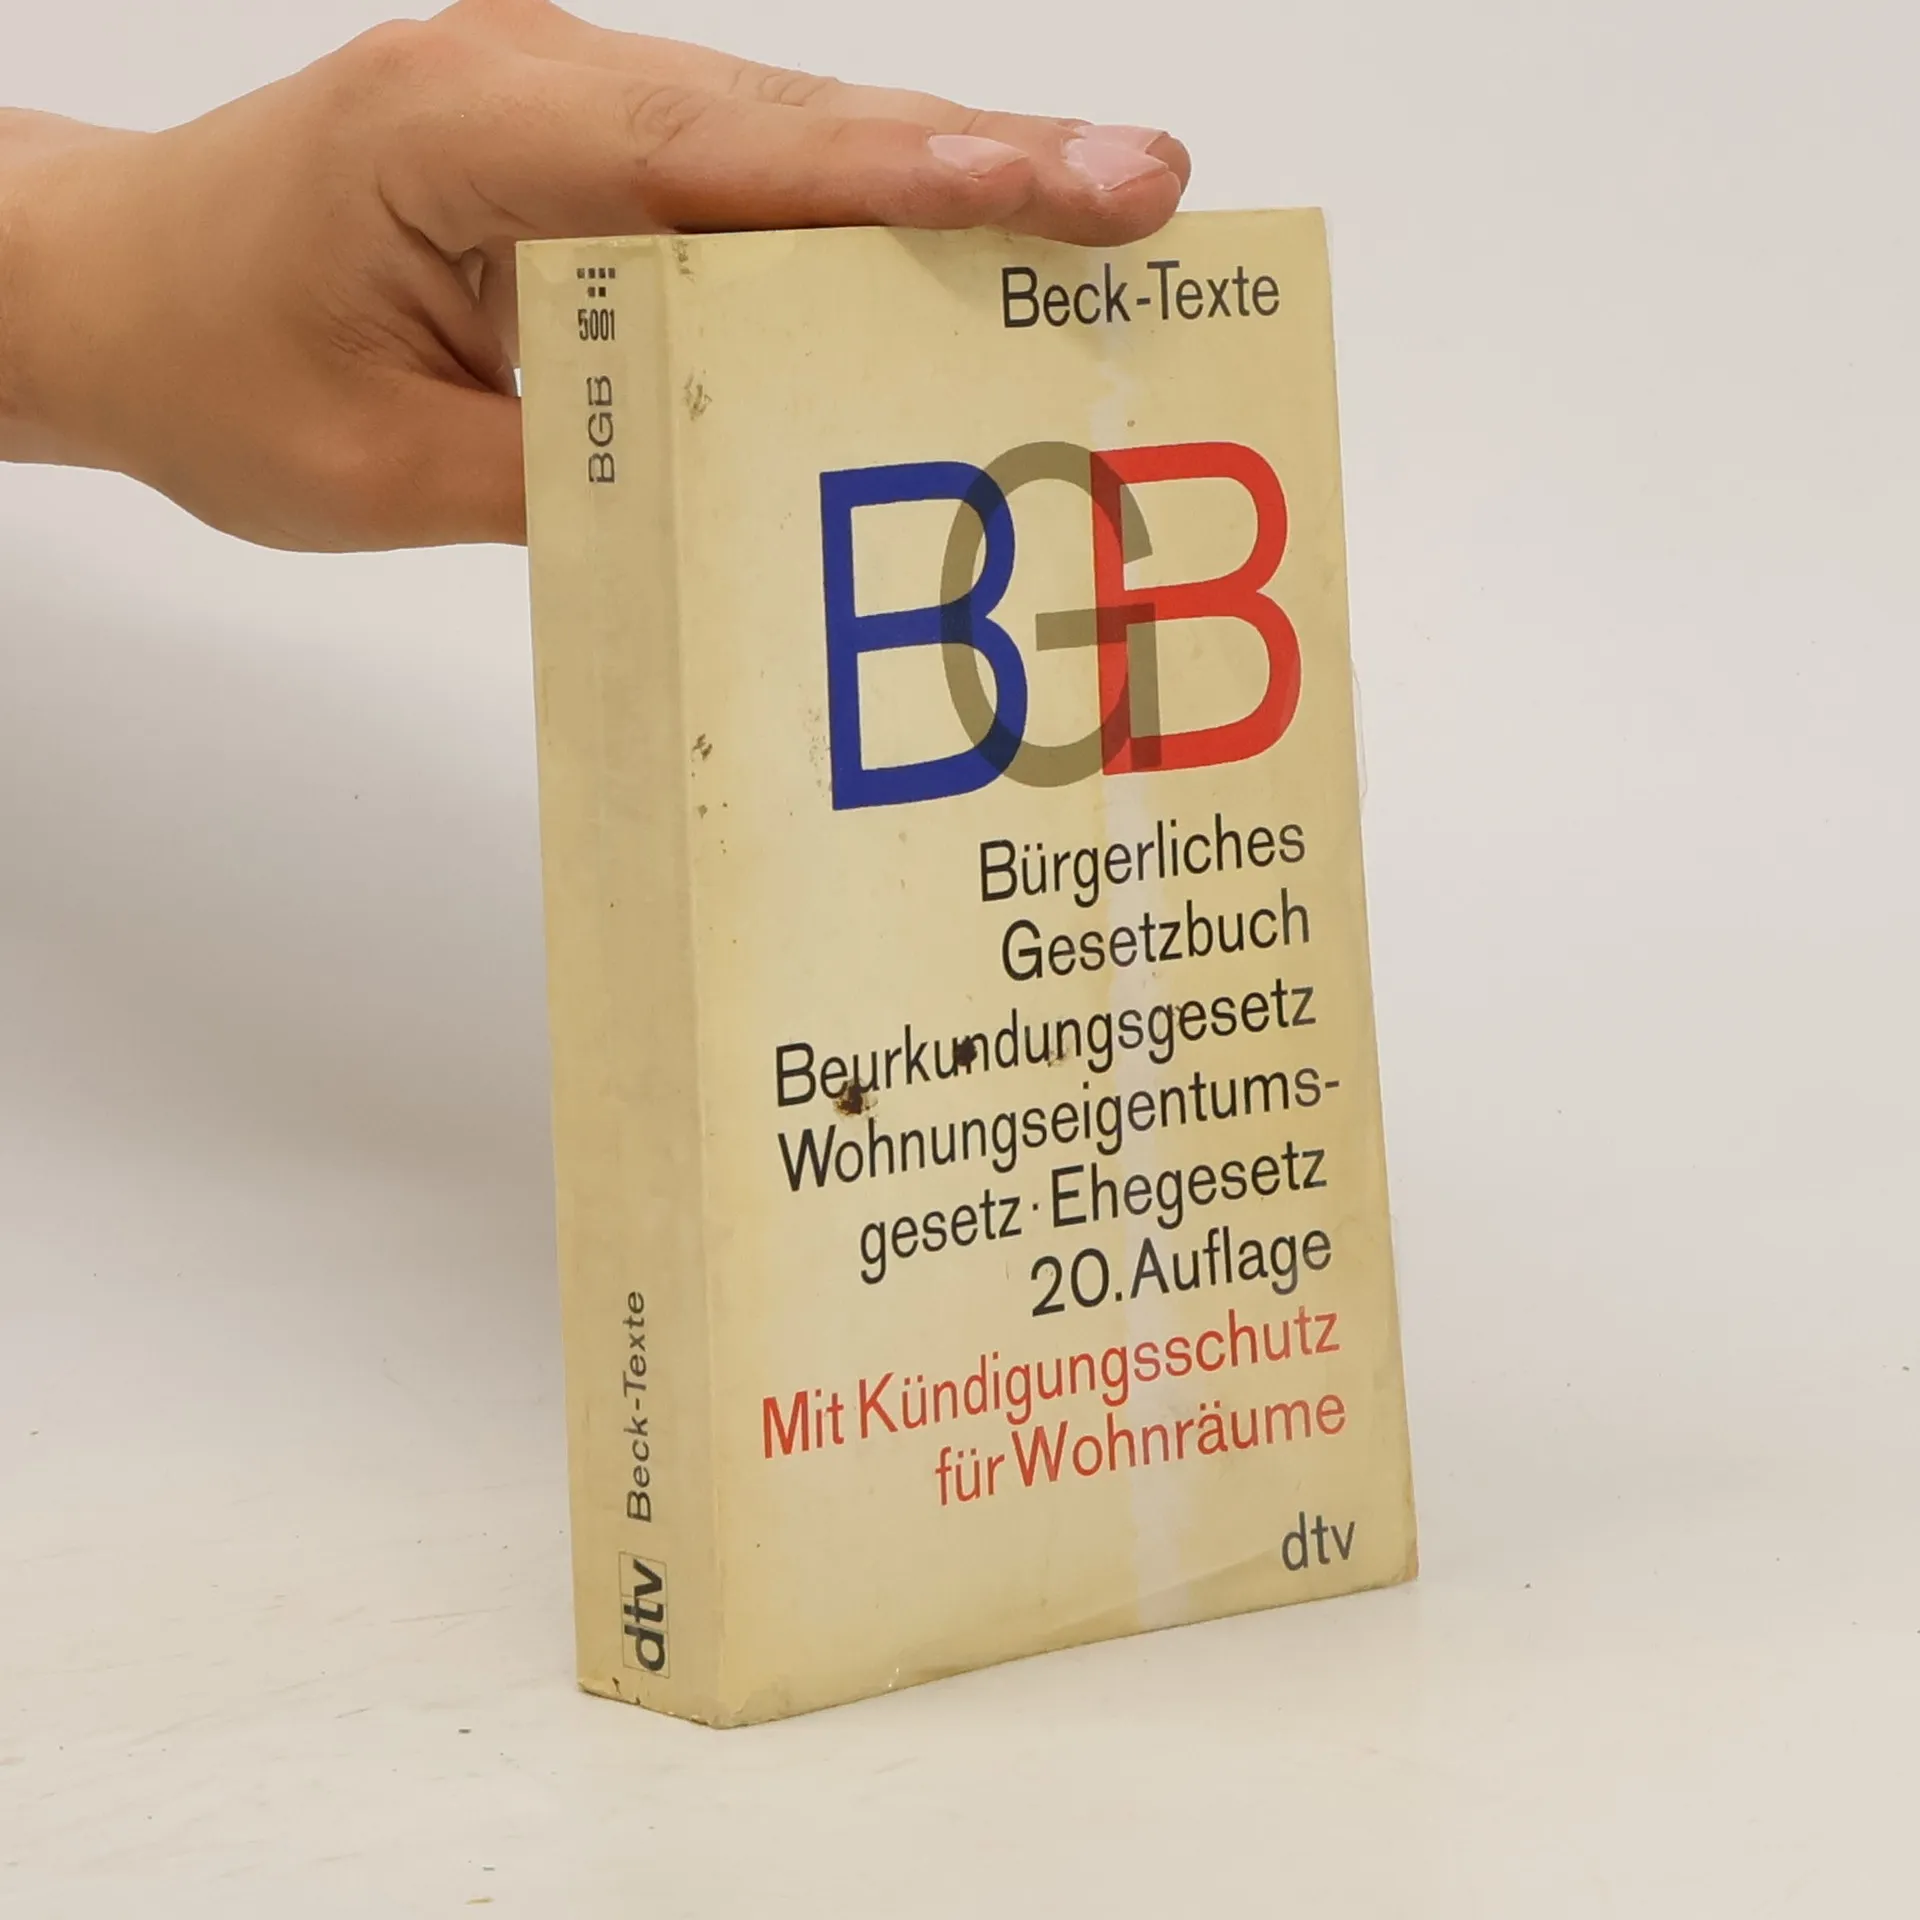 5001
BGB
Beck-Texte
dtv
Beck-Texte
BGB
Bürgerliches
Gesetzbuch
Beurkundungsgesetz
Wohnungseigentums-
gesetz · Ehegesetz
20. Auflage
Mit Kündigungsschutz
für Wohnräume
dtv